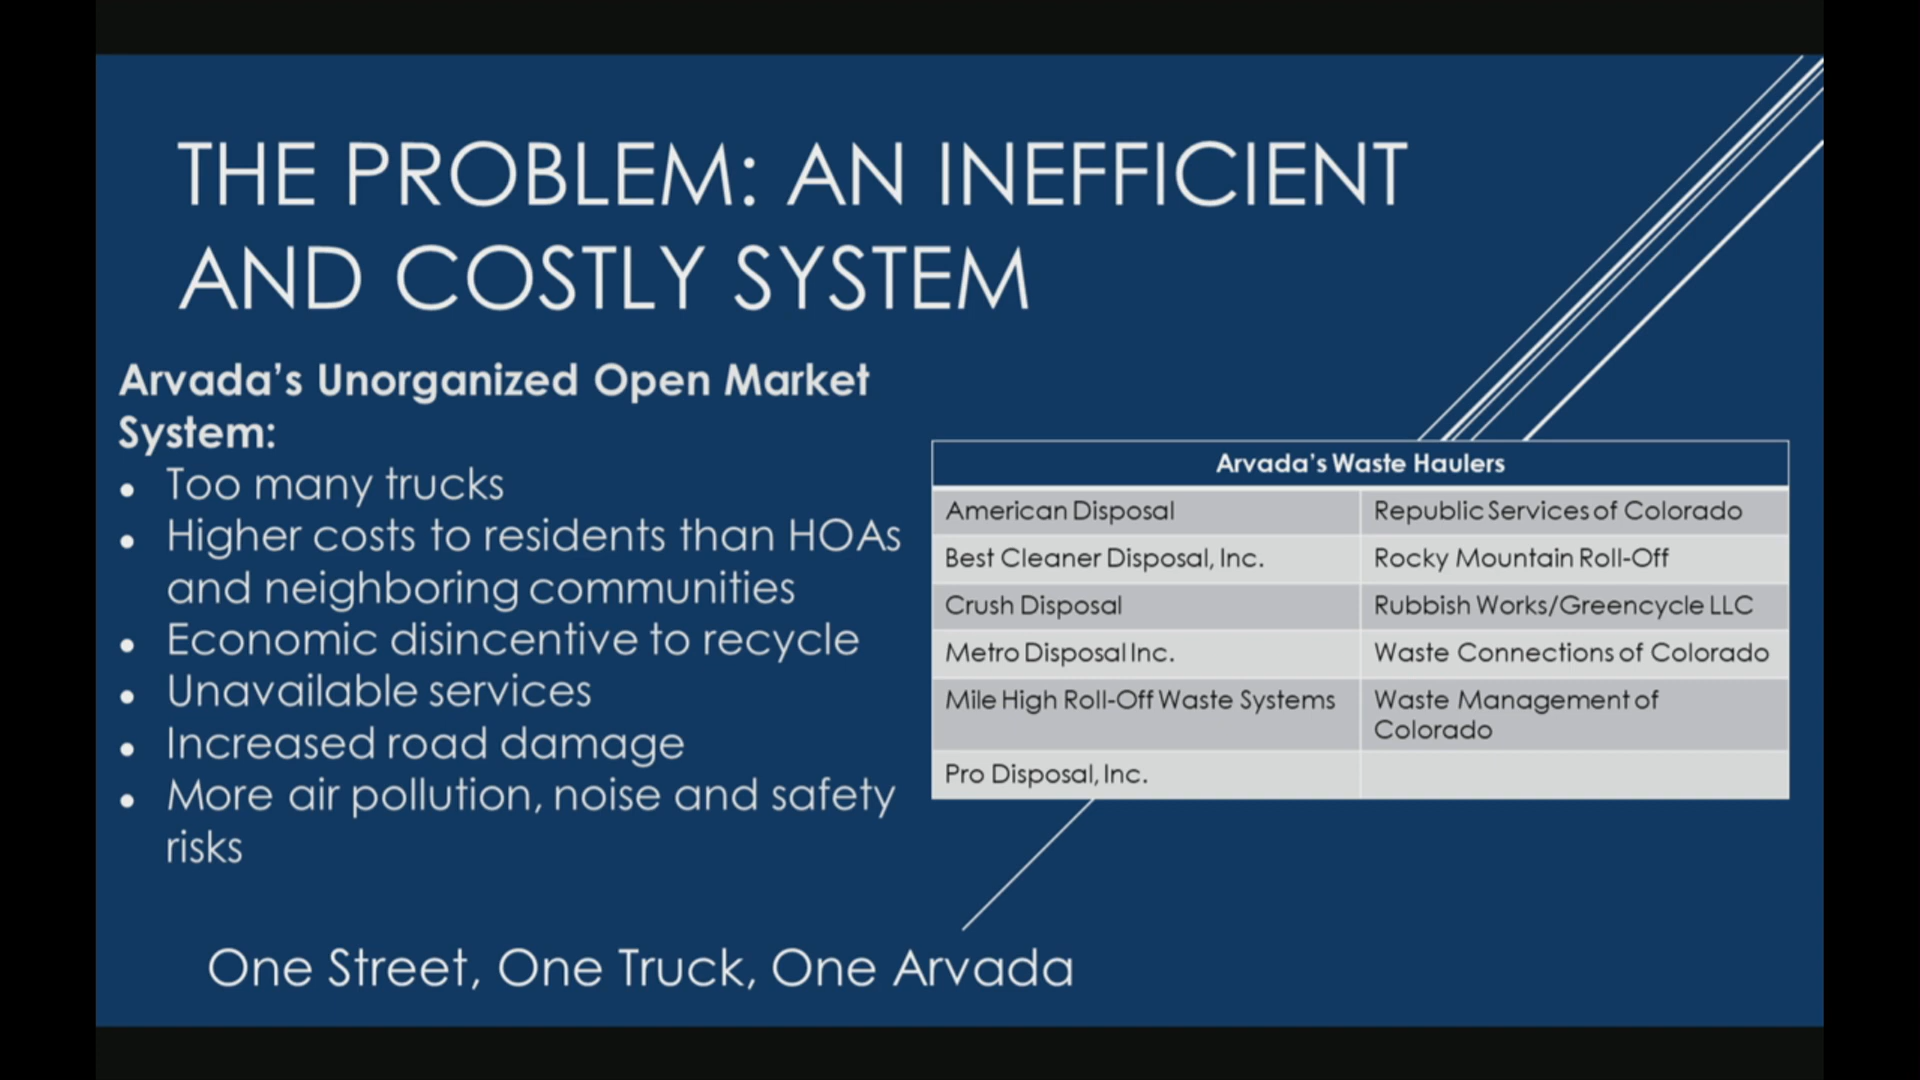 THE PROBLEM: AN INEFFICIENT
AND COSTLY SYSTEM
Arvada's Unorganized Open Market
System:
• Too many trucks
• Higher costs to residents than HOAs
and neighboring communities
• Economic disincentive to recycle
• Unavailable services
• Increased road damage
• More air pollution, noise and safety
risks
Arvada's Waste Haulers
American Disposal
Republic Services of Colorado
Best Cleaner Disposal, Inc.
Rocky Mountain Roll-Off
Crush Disposal
Rubbish Works/Greencycle LLC
Metro Disposal Inc.
Waste Connections of Colorado
Mile High Roll-Off Waste Systems
Waste Management of
Colorado
Pro Disposal, Inc.
One Street, One Truck, One Arvada